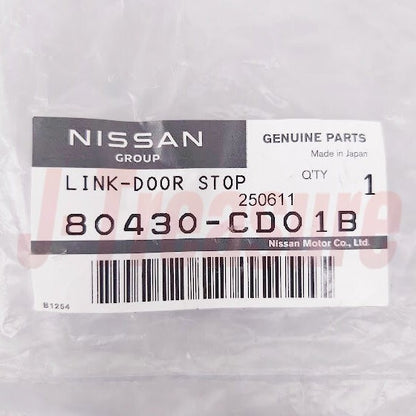 NISSAN
GROUP
GENUINE PARTS
Made in Japan
LINK-DOOR STOP
Q'TY 1
250611
80430-CD01B
Nissan Motor Co., Ltd.
B1254
J-Treasure